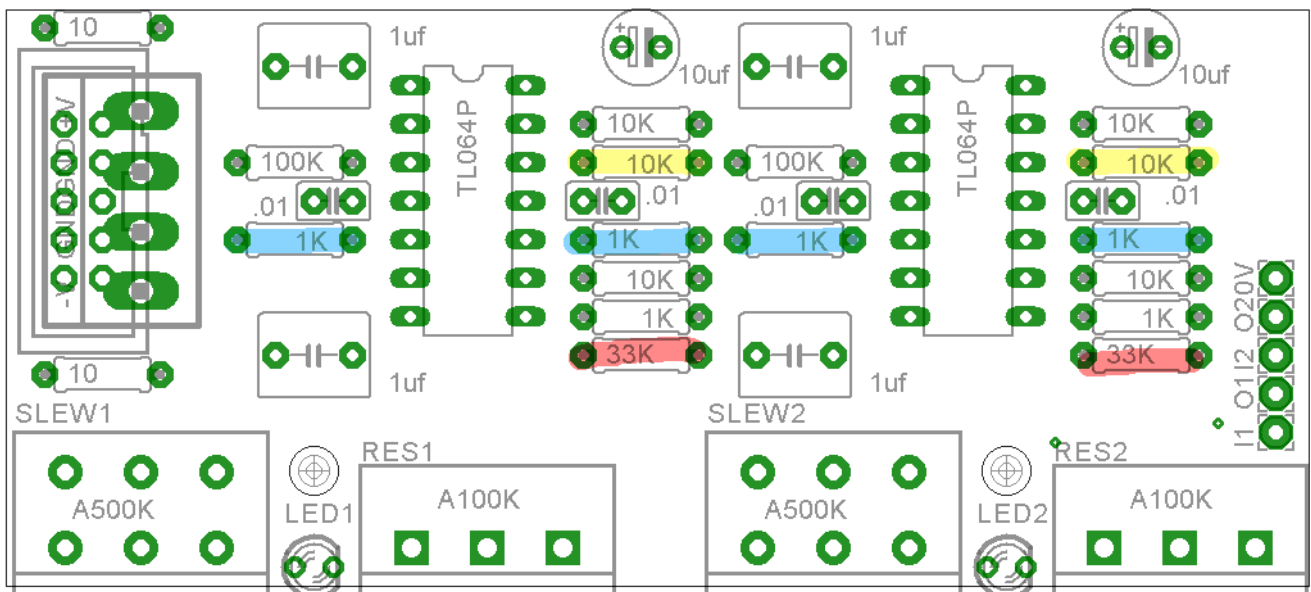 10
1uf
10uf
1uf
10uf
TL064P
TL064P
10K
10K
-V GND GND +V
100K
10K
100K
10K
.01
.01
.01
.01
1K
1K
1K
1K
10K
10K
1K
1K
33K
33K
10
1uf
1uf
I1 O1 I2 O2 0V
SLEW1
SLEW2
RES1
RES2
A500K
A100K
A500K
A100K
LED1
LED2